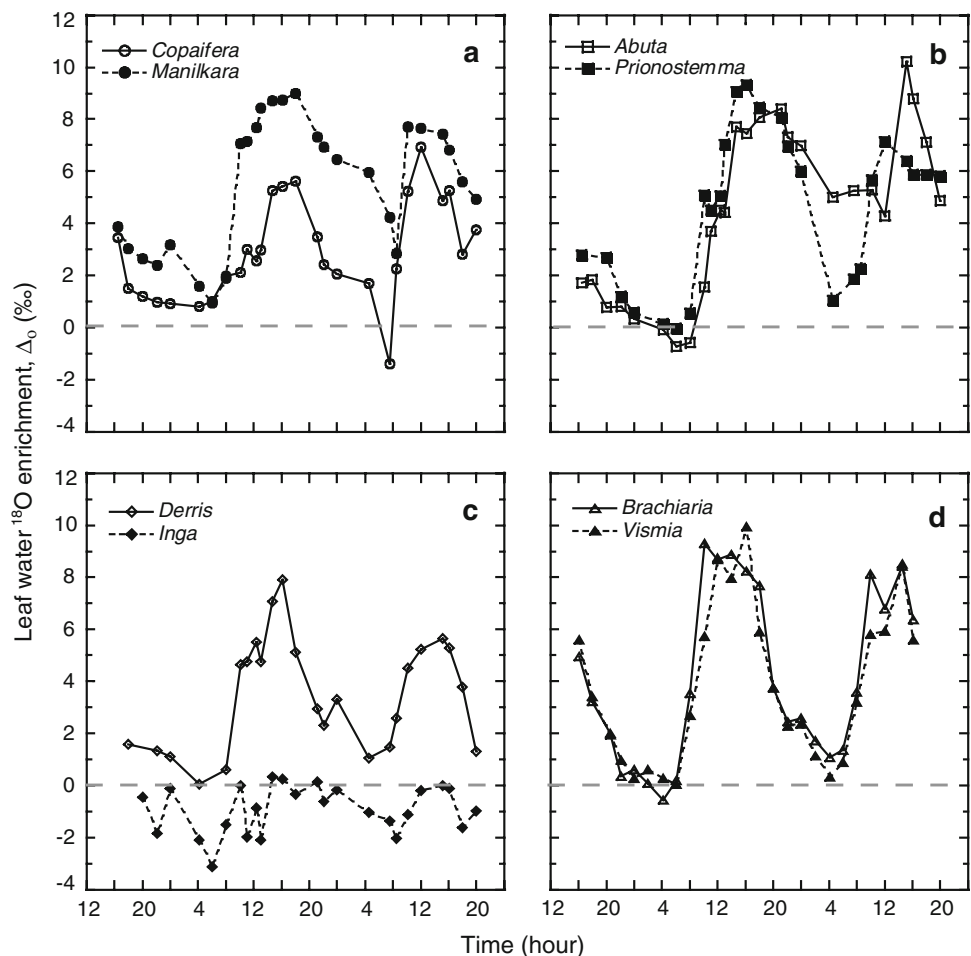 12
10
8
6
4
2
0
-2
-4
Copaifera
Manilkara
a
Abuta
Prionostemma
b
12
10
8
6
4
2
0
-2
-4
Derris
Inga
c
Brachiaria
Vismia
d
12 20 4 12 20 4 12 20
12 20 4 12 20 4 12 20
Time (hour)
Leaf water ¹⁸O enrichment, Δₒ (‰)